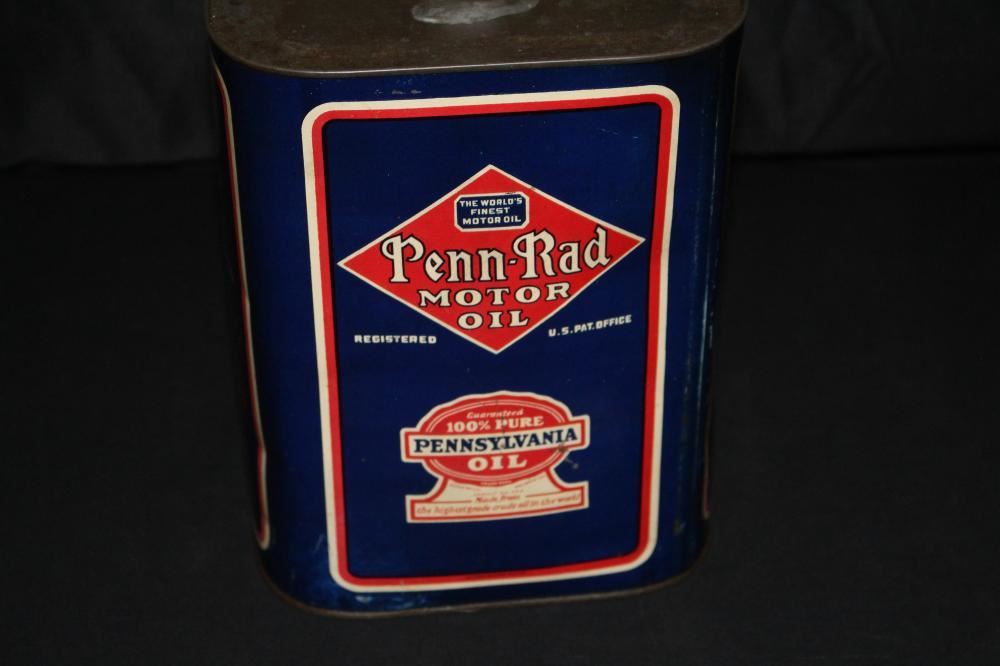 THE WORLD'S
FINEST
MOTOR OIL
Penn-Rad
MOTOR
OIL
REGISTERED
U.S. PAT. OFFICE
Guaranteed
100% PURE
PENNSYLVANIA
OIL
Made from
the highest grade crude oil in the world